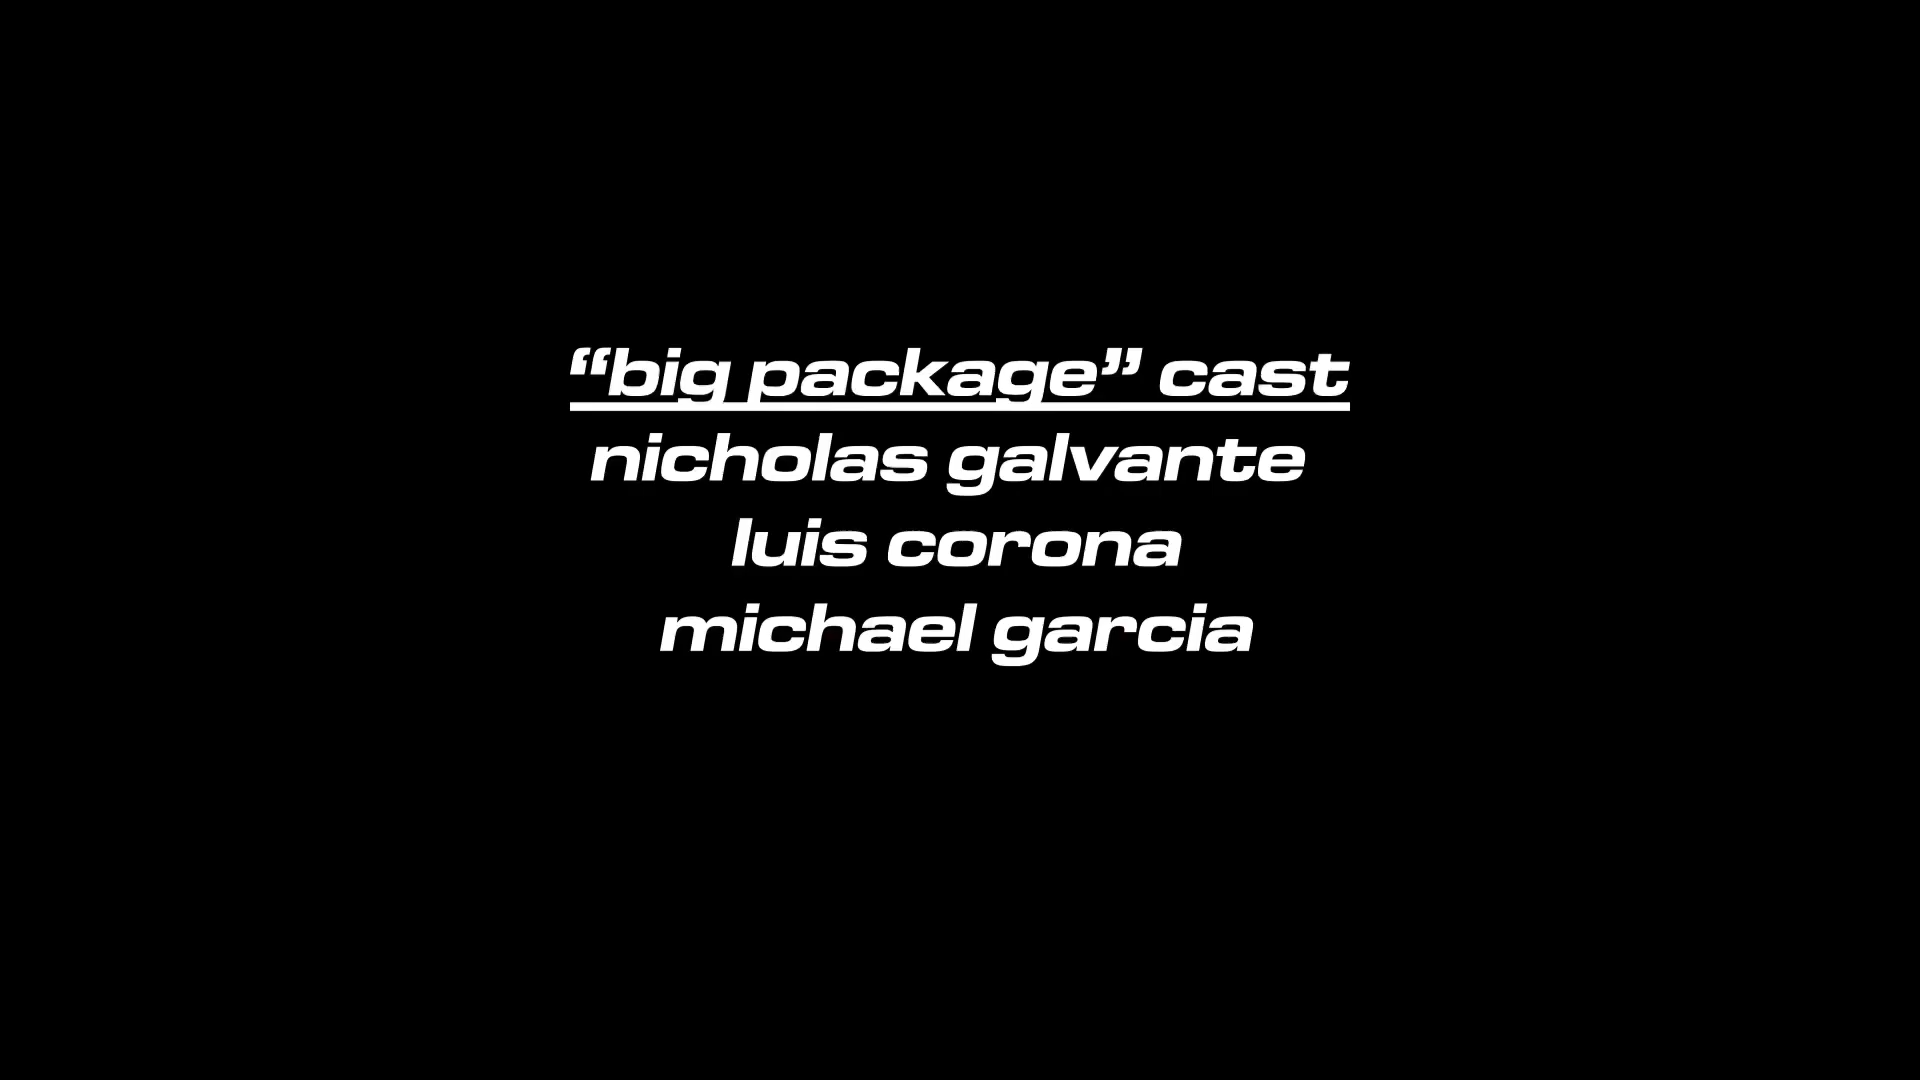 “big package” cast
nicholas galvante
luis corona
michael garcia